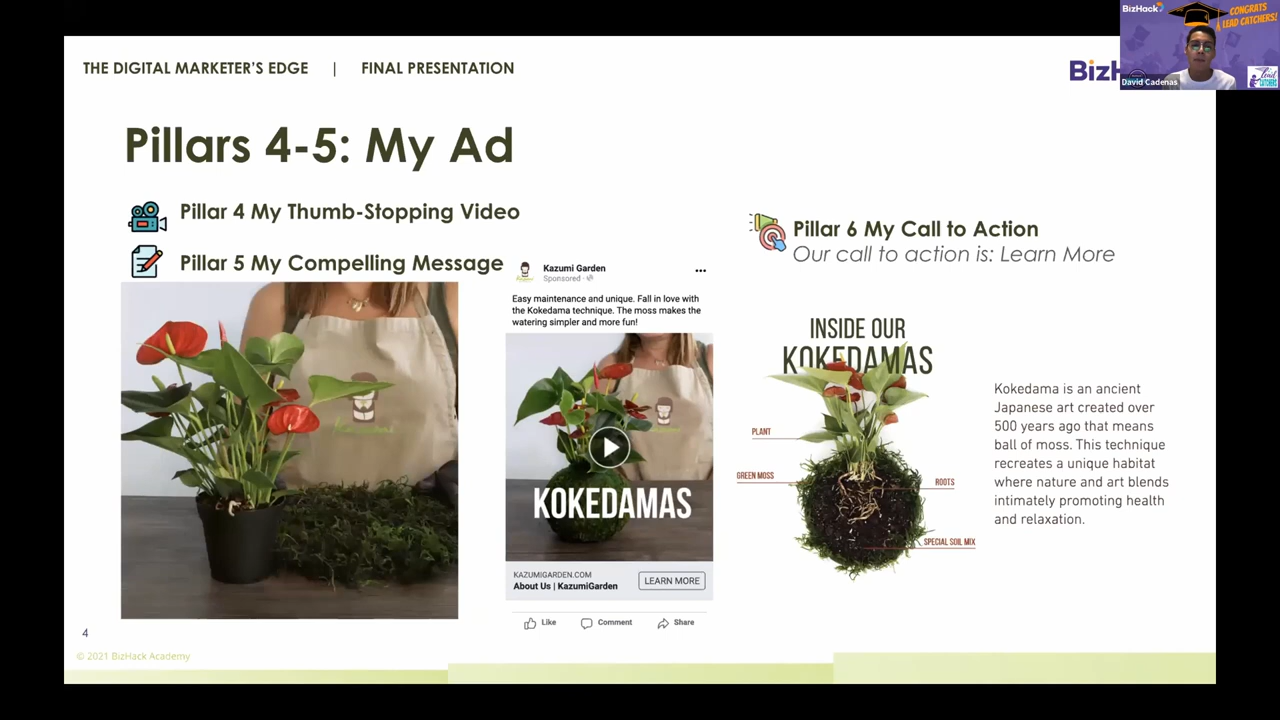 THE DIGITAL MARKETER'S EDGE | FINAL PRESENTATION
BizHack
CONGRATS
LEAD CATCHERS!
David Cadenas
Pillars 4-5: My Ad
Pillar 4 My Thumb-Stopping Video
Pillar 5 My Compelling Message
Kazumi Garden
Sponsored ·
Easy maintenance and unique. Fall in love with
the Kokedama technique. The moss makes the
watering simpler and more fun!
KOKEDAMAS
KAZUMIGARDEN.COM
About Us | KazumiGarden
LEARN MORE
Like
Comment
Share
Pillar 6 My Call to Action
Our call to action is: Learn More
INSIDE OUR
KOKEDAMAS
PLANT
GREEN MOSS
ROOTS
SPECIAL SOIL MIX
Kokedama is an ancient
Japanese art created over
500 years ago that means
ball of moss. This technique
recreates a unique habitat
where nature and art blends
intimately promoting health
and relaxation.
4
© 2021 BizHack Academy